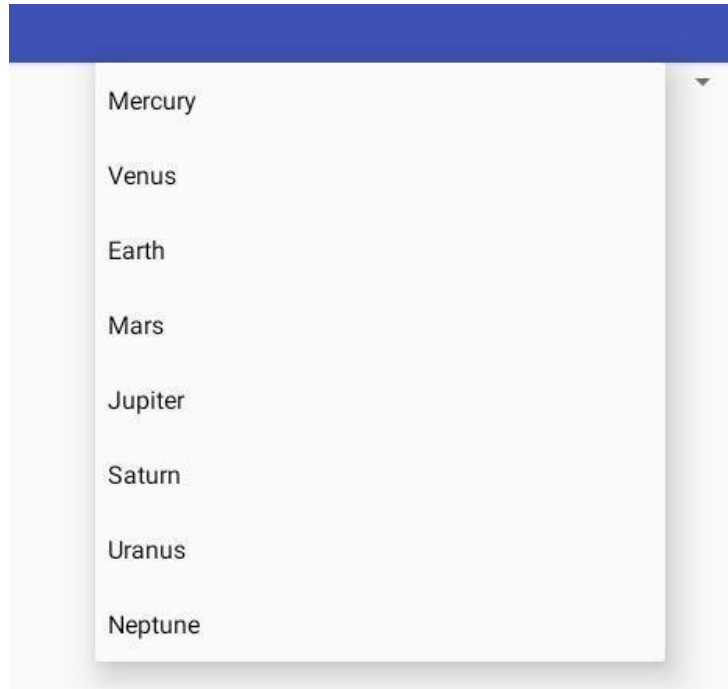 Mercury
Venus
Earth
Mars
Jupiter
Saturn
Uranus
Neptune